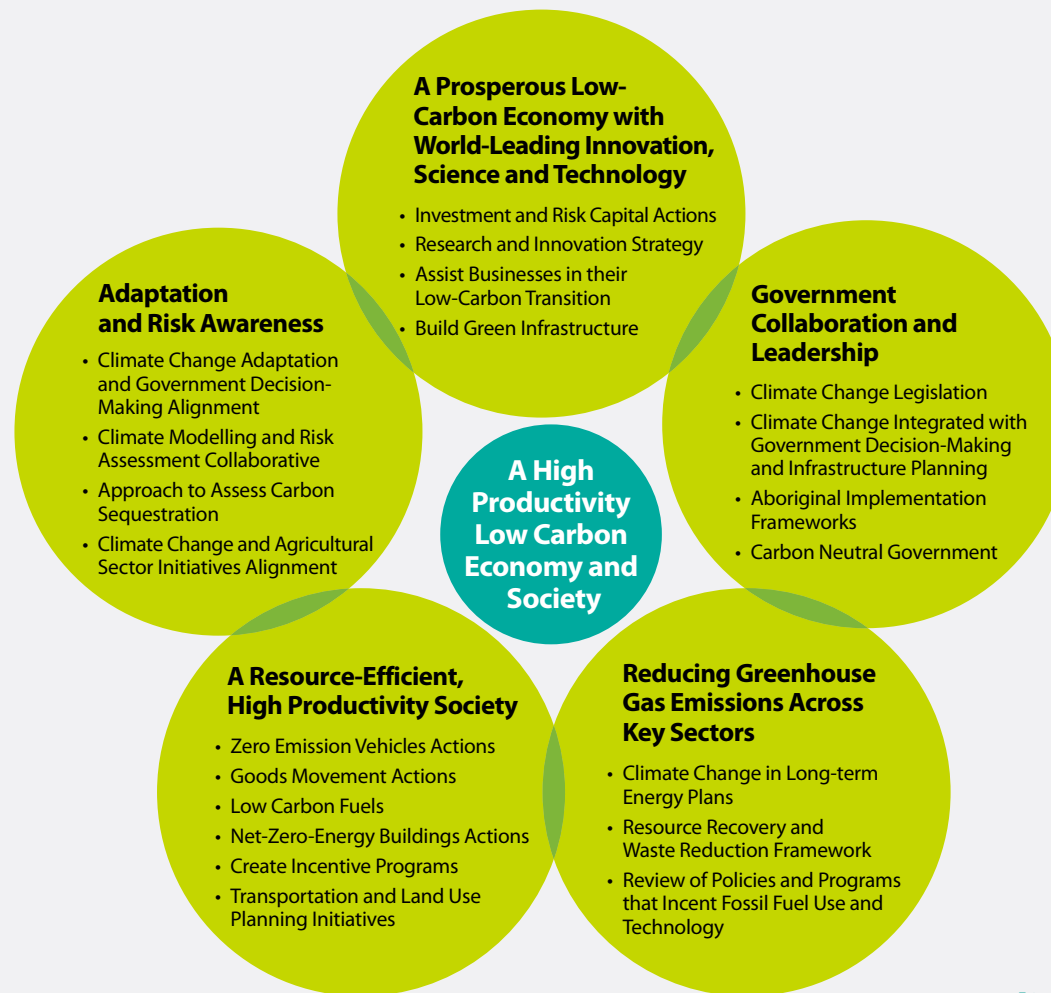 A Prosperous Low-
Carbon Economy with
World-Leading Innovation,
Science and Technology
• Investment and Risk Capital Actions
• Research and Innovation Strategy
• Assist Businesses in their
Low-Carbon Transition
• Build Green Infrastructure
Adaptation
and Risk Awareness
• Climate Change Adaptation
and Government Decision-
Making Alignment
• Climate Modelling and Risk
Assessment Collaborative
• Approach to Assess Carbon
Sequestration
• Climate Change and Agricultural
Sector Initiatives Alignment
Government
Collaboration and
Leadership
• Climate Change Legislation
• Climate Change Integrated with
Government Decision-Making
and Infrastructure Planning
• Aboriginal Implementation
Frameworks
• Carbon Neutral Government
A High
Productivity
Low Carbon
Economy and
Society
A Resource-Efficient,
High Productivity Society
• Zero Emission Vehicles Actions
• Goods Movement Actions
• Low Carbon Fuels
• Net-Zero-Energy Buildings Actions
• Create Incentive Programs
• Transportation and Land Use
Planning Initiatives
Reducing Greenhouse
Gas Emissions Across
Key Sectors
• Climate Change in Long-term
Energy Plans
• Resource Recovery and
Waste Reduction Framework
• Review of Policies and Programs
that Incent Fossil Fuel Use and
Technology